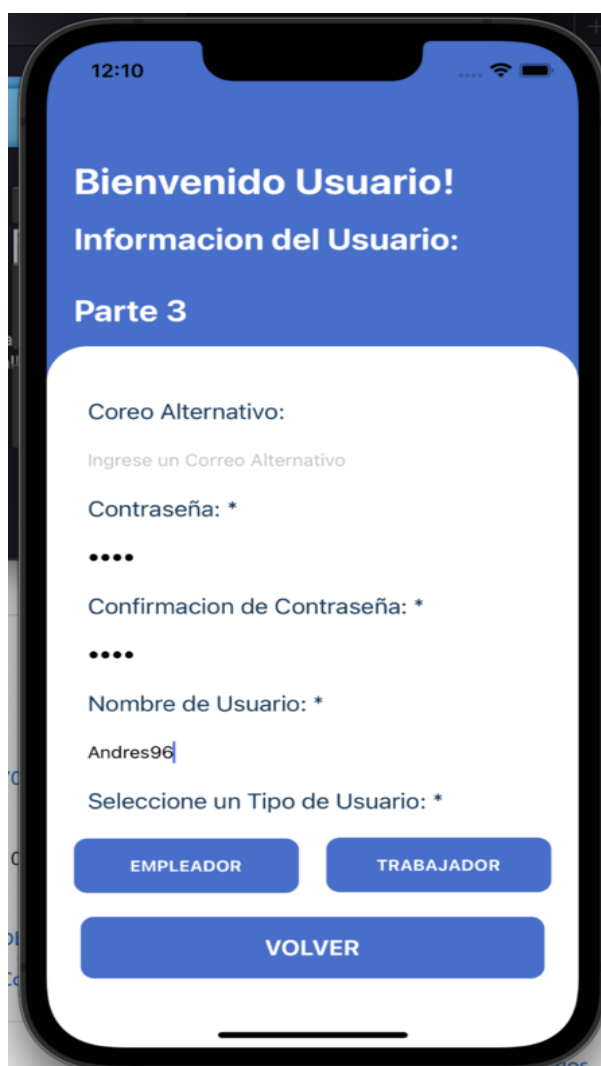 12:10
Bienvenido Usuario!
Informacion del Usuario:
Parte 3
Coreo Alternativo:
Ingrese un Correo Alternativo
Contraseña: *
••••
Confirmacion de Contraseña: *
••••
Nombre de Usuario: *
Andres96
Seleccione un Tipo de Usuario: *
EMPLEADOR TRABAJADOR
VOLVER